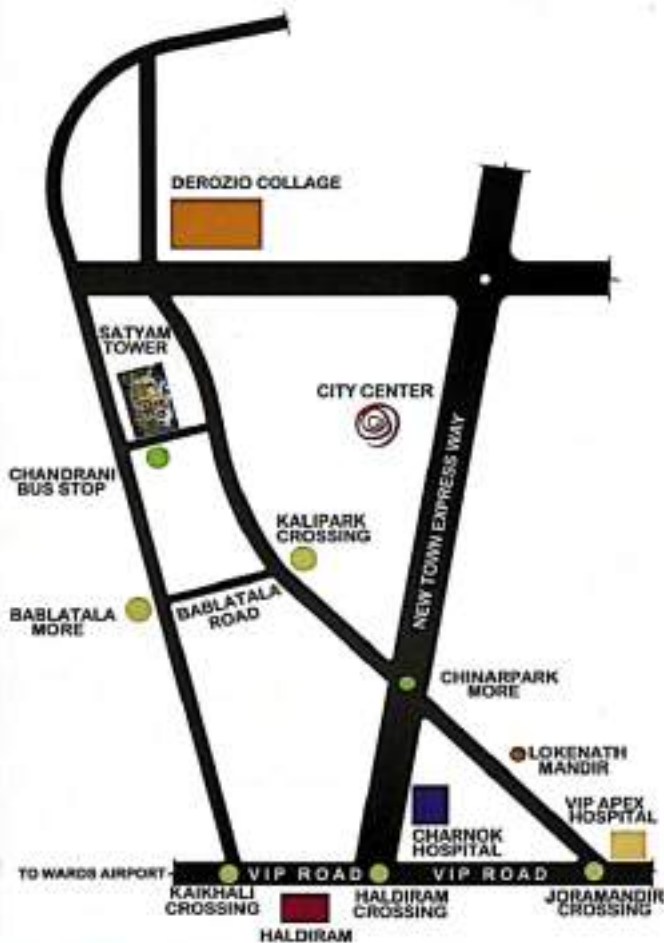 DEROZIO COLLAGE
SATYAM
TOWER
CITY CENTER
CHANDRANI
BUS STOP
KALIPARK
CROSSING
NEW TOWN EXPRESS WAY
BABLATALA
ROAD
BABLATALA
MORE
CHINARPARK
MORE
LOKENATH
MANDIR
VIP APEX
HOSPITAL
CHARNOK
HOSPITAL
TO WARDS AIRPORT
VIP ROAD
VIP ROAD
KAIKHALI
CROSSING
HALDIRAM
CROSSING
JORAMANDIR
CROSSING
HALDIRAM